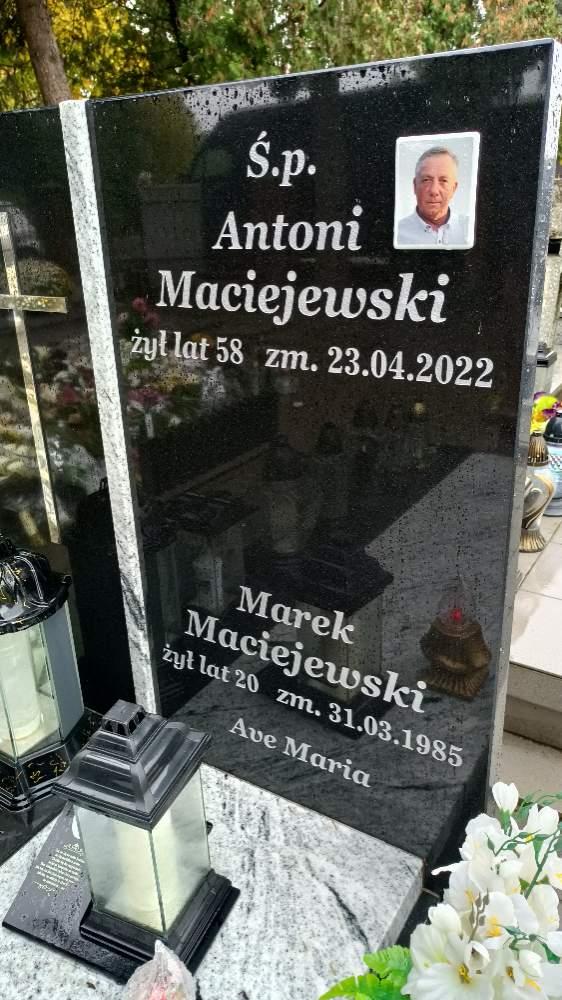 Ś.p.
Antoni
Maciejewski
żył lat 58 zm. 23.04.2022
Marek
Maciejewski
żył lat 20 zm. 31.03.1985
Ave Maria